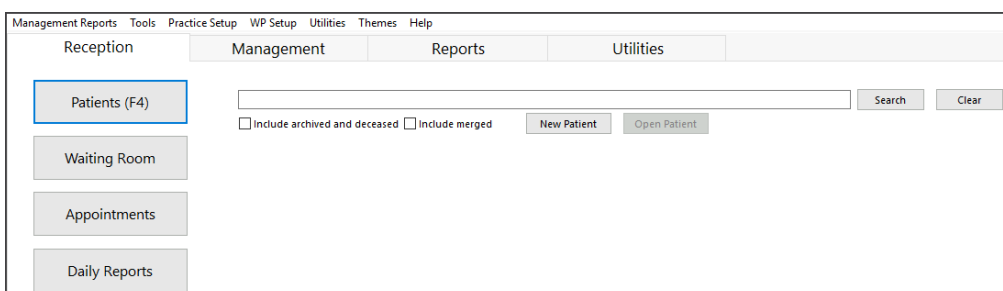 Management Reports Tools Practice Setup WP Setup Utilities Themes Help
Reception Management Reports Utilities
Patients (F4) Search Clear
Include archived and deceased Include merged New Patient Open Patient
Waiting Room
Appointments
Daily Reports